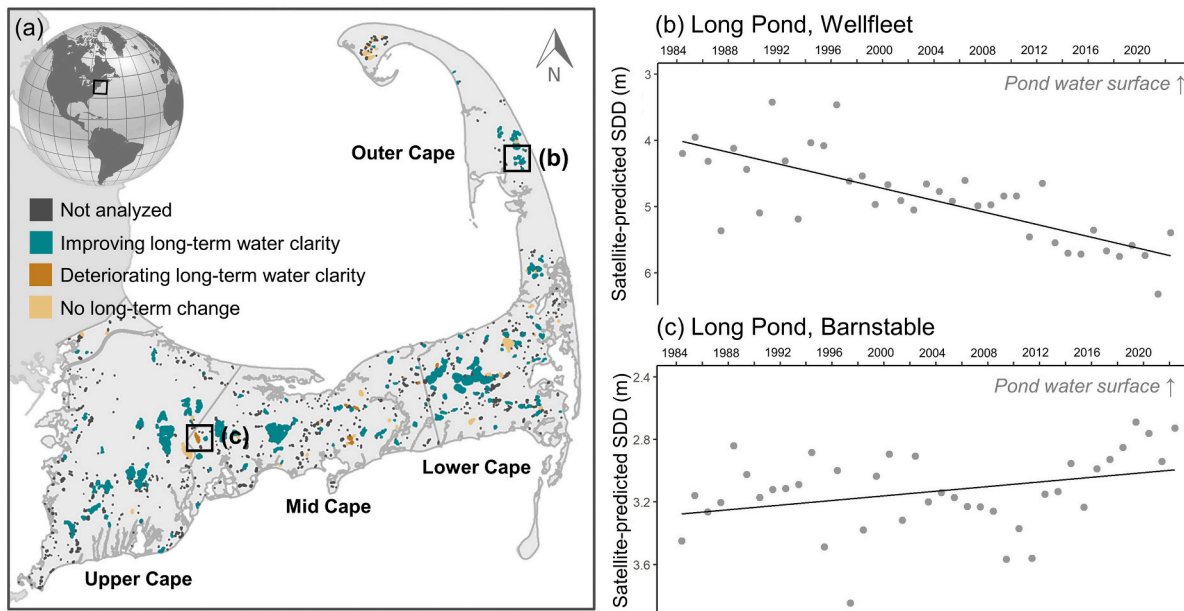 (a)
N
Outer Cape
(b)
Not analyzed
Improving long-term water clarity
Deteriorating long-term water clarity
No long-term change
(c)
Lower Cape
Mid Cape
Upper Cape
(b) Long Pond, Wellfleet
1984 1988 1992 1996 2000 2004 2008 2012 2016 2020
Pond water surface ↑
Satellite-predicted SDD (m)
3
4
5
6
(c) Long Pond, Barnstable
1984 1988 1992 1996 2000 2004 2008 2012 2016 2020
Pond water surface ↑
Satellite-predicted SDD (m)
2.4
2.8
3.2
3.6